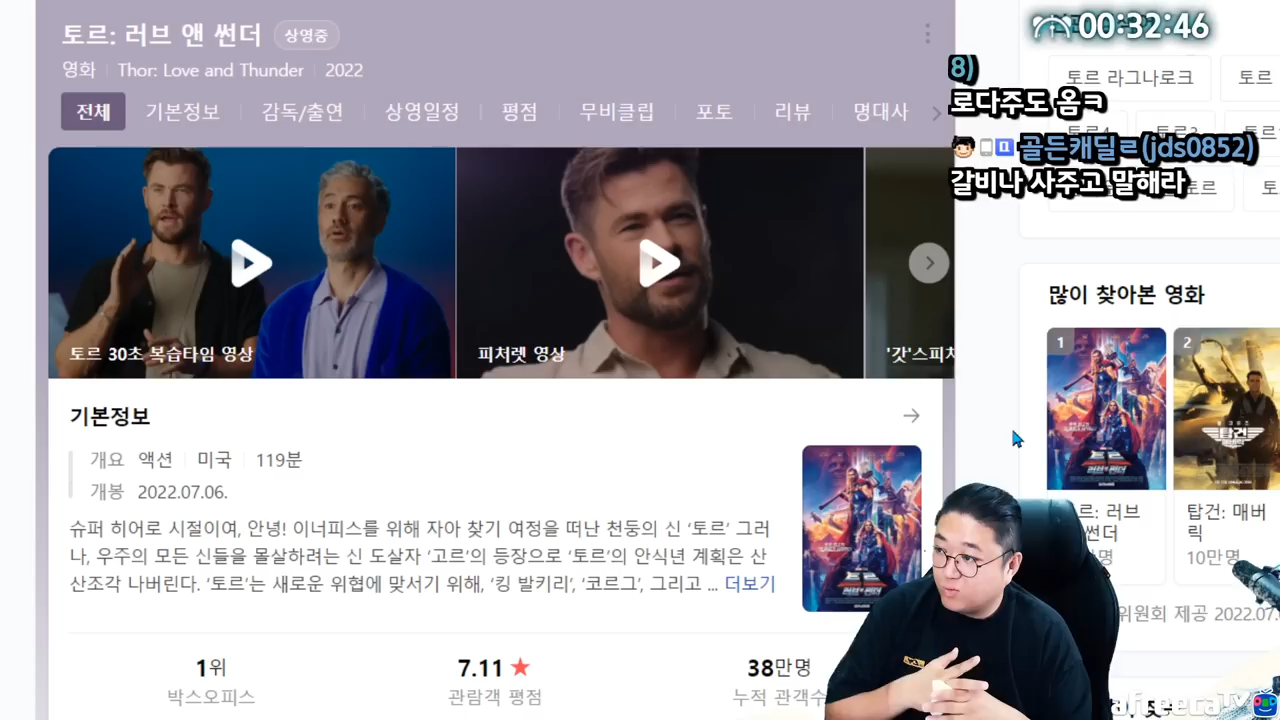 토르: 러브 앤 썬더 상영중
영화 Thor: Love and Thunder 2022
전체 기본정보 감독/출연 상영일정 평점 무비클립 포토 리뷰 명대사
토르 30초 복습타임 영상
피처렛 영상
'갓'스피치
기본정보
개요 액션 미국 119분
개봉 2022.07.06.
슈퍼 히어로 시절이여, 안녕! 이너피스를 위해 자아 찾기 여정을 떠난 천둥의 신 ‘토르’ 그러
나, 우주의 모든 신들을 몰살하려는 신 도살자 ‘고르’의 등장으로 ‘토르’의 안식년 계획은 산
산조각 나버린다. ‘토르’는 새로운 위협에 맞서기 위해, ‘킹 발키리’, ‘코르그’, 그리고 ... 더보기
1위
박스오피스
7.11
관람객 평점
38만명
누적 관객수
00:32:46
토르 라그나로크
토르
8)
로다주도 옴ㅋ
골든캐딜ㄹ(jds0852)
갈비나 사주고 말해라
많이 찾아본 영화
1
2
토르
러브 썬더
탑건
르: 러브
썬더
탑건: 매버
릭
10만명
위원회 제공 2022.07.
afreecaTV